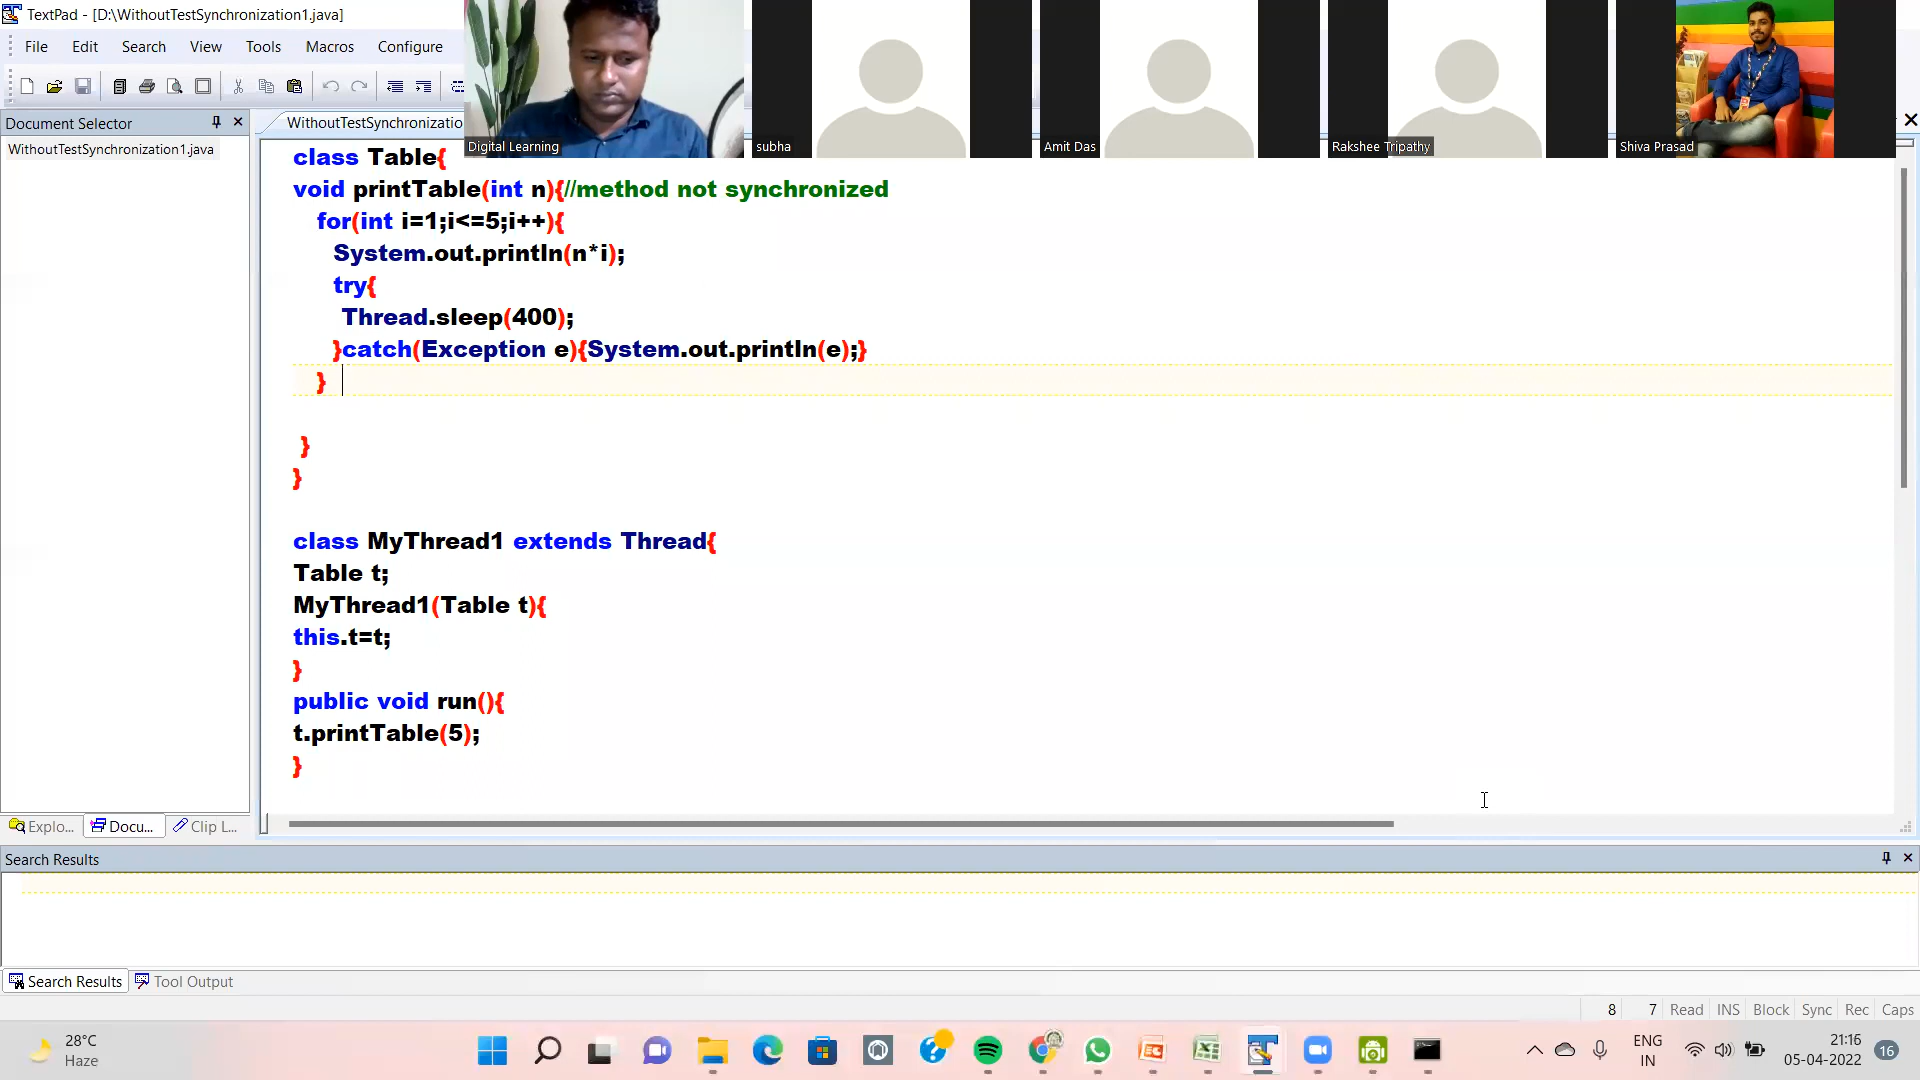 TextPad - [D:\WithoutTestSynchronization1.java]
File Edit Search View Tools Macros Configure
Document Selector
WithoutTestSynchronization1.java
WithoutTestSynchronizatio
Digital Learning
subha
Amit Das
Rakshee Tripathy
Shiva Prasad
class Table{
void printTable(int n){//method not synchronized
for(int i=1;i<=5;i++){
System.out.println(n*i);
try{
Thread.sleep(400);
}catch(Exception e){System.out.println(e);}
}
}
}
class MyThread1 extends Thread{
Table t;
MyThread1(Table t){
this.t=t;
}
public void run(){
t.printTable(5);
}
Explo... Docu... Clip L...
Search Results
Search Results Tool Output
8 7 Read INS Block Sync Rec Caps
28°C
Haze
ENG
IN
21:16
05-04-2022
16